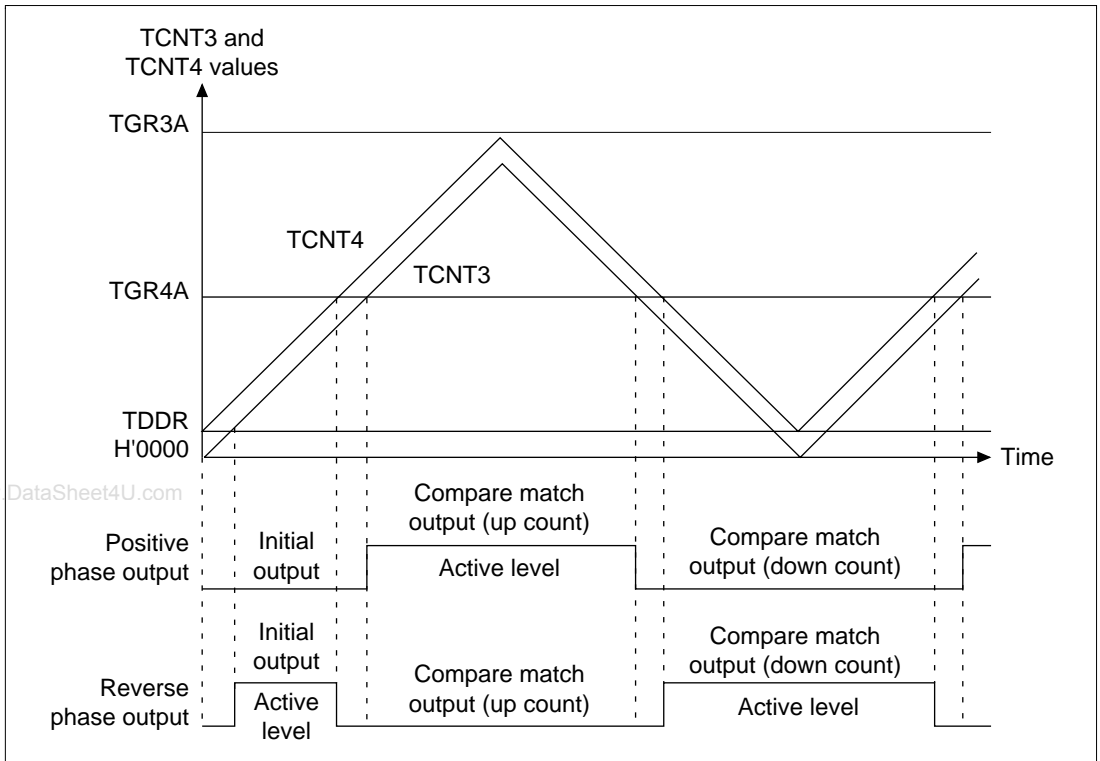 TCNT3 and
TCNT4 values
TGR3A
TCNT4
TCNT3
TGR4A
TDDR
H'0000
Time
.DataSheet4U.com
Compare match
output (up count)
Compare match
output (down count)
Positive
phase output
Initial
output
Active level
Initial
output
Compare match
output (up count)
Compare match
output (down count)
Reverse
phase output
Active
level
Active level